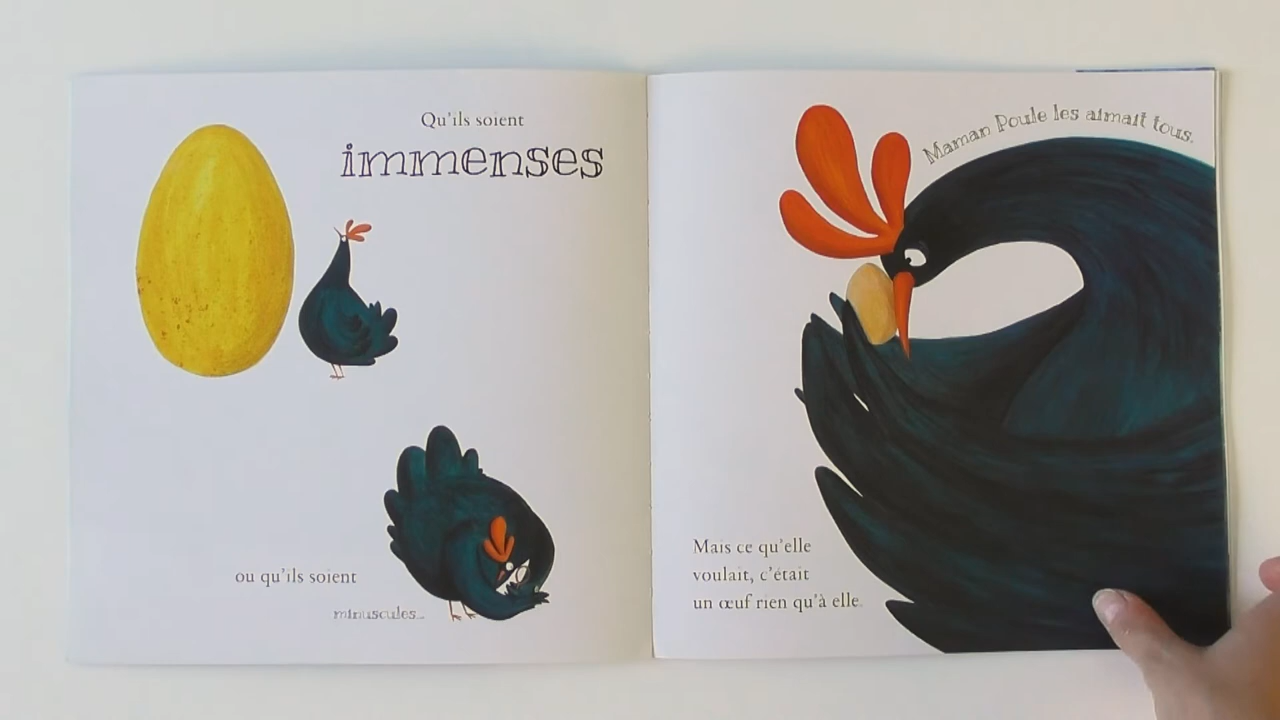 Qu'ils soient
immenses
ou qu'ils soient
minuscules...
Maman Poule les aimait tous.
Mais ce qu'elle
voulait, c'était
un œuf rien qu'à elle.